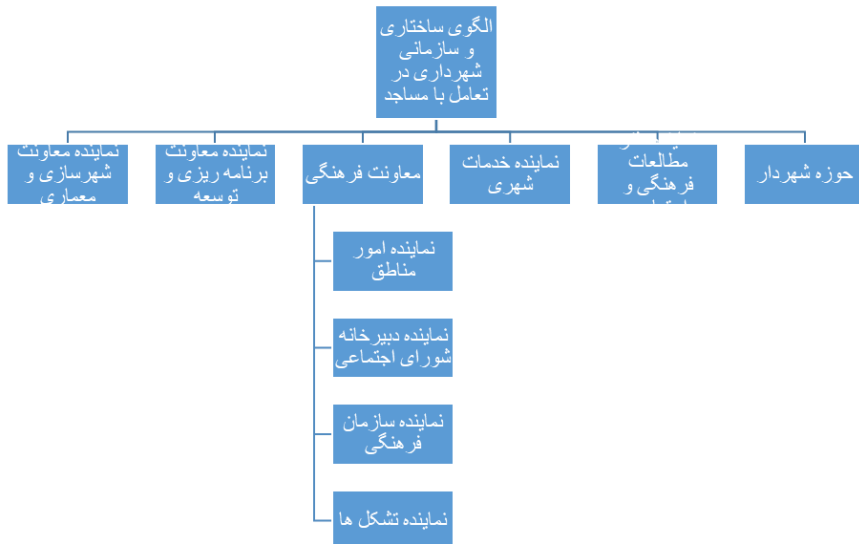 الگوی ساختاری
و سازمانی
شهرداری در
تعامل با مساجد
حوزه شهردار
مطالعات
فرهنگی و
نماینده خدمات
شهری
معاونت فرهنگی
نماینده معاونت
برنامه ریزی و
توسعه
نماینده معاونت
شهرسازی و
معماری
نماینده امور
مناطق
نماینده دبیرخانه
شورای اجتماعی
نماینده سازمان
فرهنگی
نماینده تشکل ها